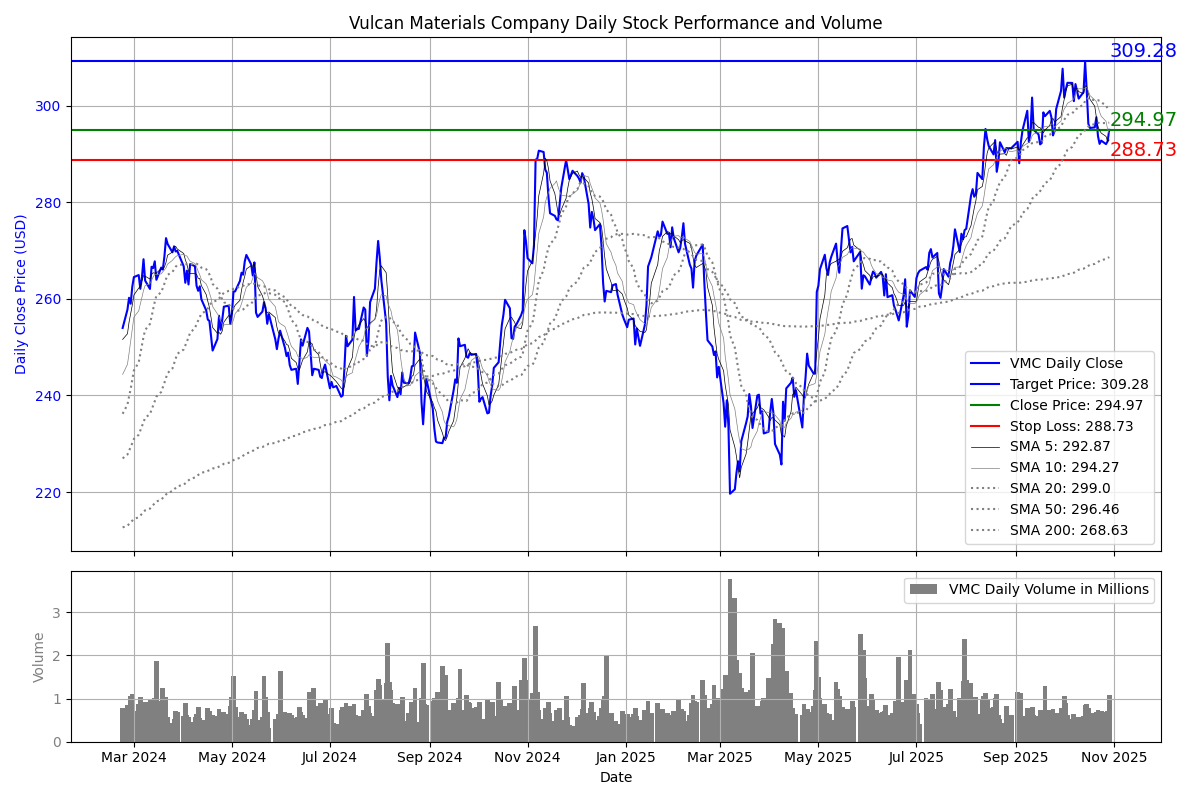 Vulcan Materials Company Daily Stock Performance and Volume
309.28
300
294.97
288.73
280
260
240
220
Daily Close Price (USD)
VMC Daily Close
Target Price: 309.28
Close Price: 294.97
Stop Loss: 288.73
SMA 5: 292.87
SMA 10: 294.27
SMA 20: 299.0
SMA 50: 296.46
SMA 200: 268.63
VMC Daily Volume in Millions
3
2
1
0
Volume
Mar 2024
May 2024
Jul 2024
Sep 2024
Nov 2024
Jan 2025
Mar 2025
May 2025
Jul 2025
Sep 2025
Nov 2025
Date